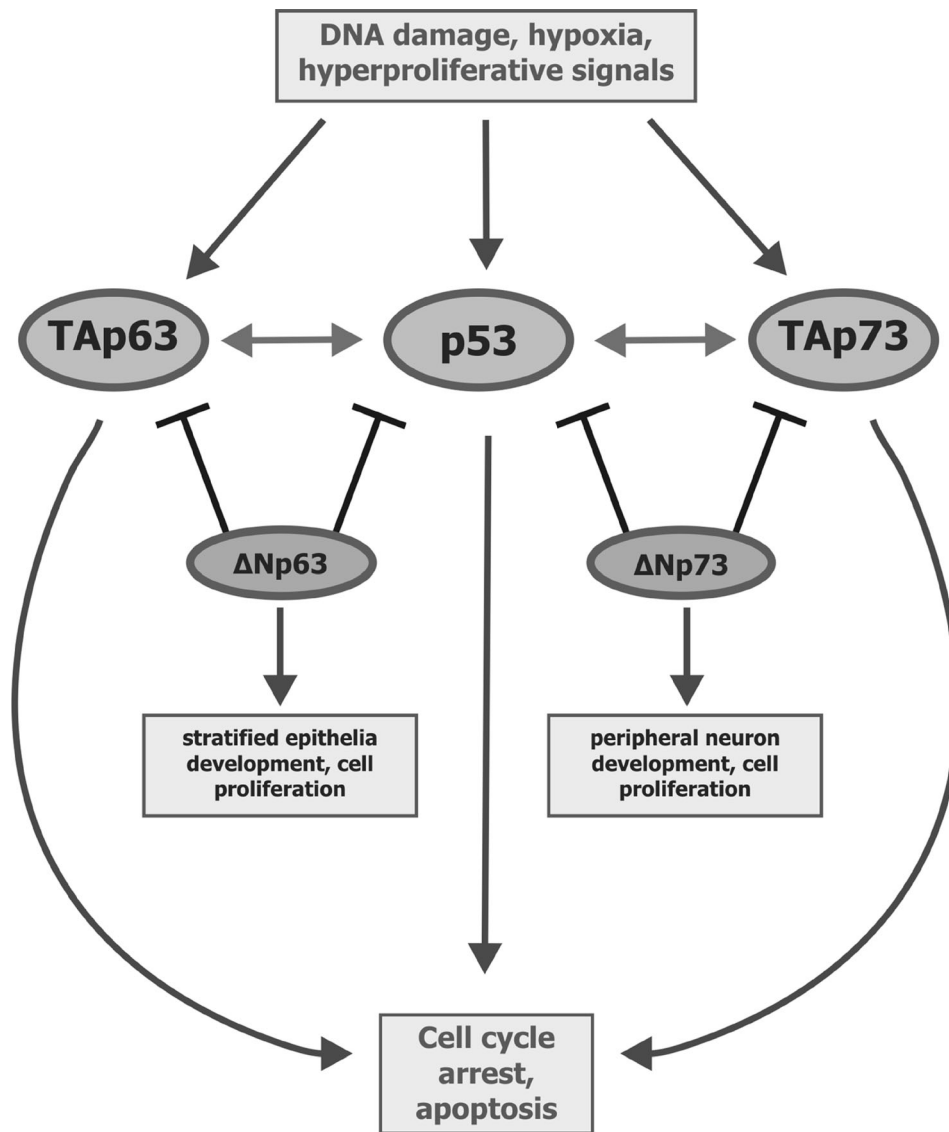 DNA damage, hypoxia,
hyperproliferative signals
TAp63
p53
TAp73
ΔNp63
ΔNp73
stratified epithelia
development, cell
proliferation
peripheral neuron
development, cell
proliferation
Cell cycle
arrest,
apoptosis